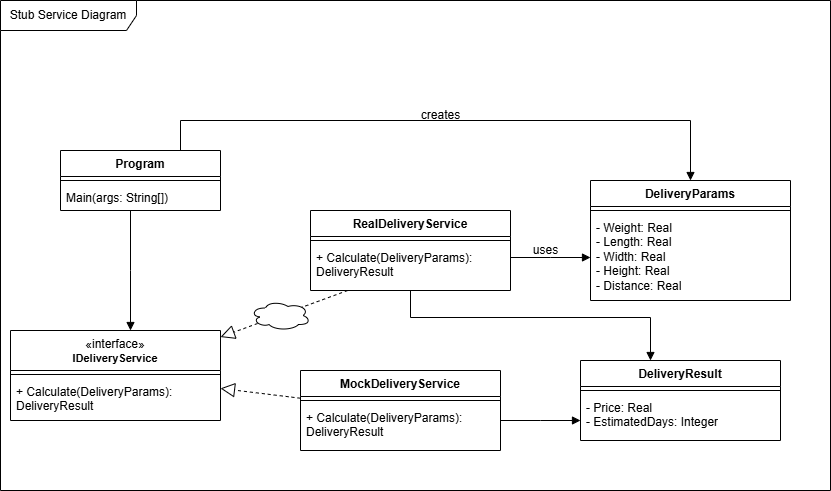 Stub Service Diagram
creates
Program
Main(args: String[])
DeliveryParams
- Weight: Real
- Length: Real
- Width: Real
- Height: Real
- Distance: Real
RealDeliveryService
+ Calculate(DeliveryParams):
DeliveryResult
uses
«interface»
IDeliveryService
+ Calculate(DeliveryParams):
DeliveryResult
MockDeliveryService
+ Calculate(DeliveryParams):
DeliveryResult
DeliveryResult
- Price: Real
- EstimatedDays: Integer